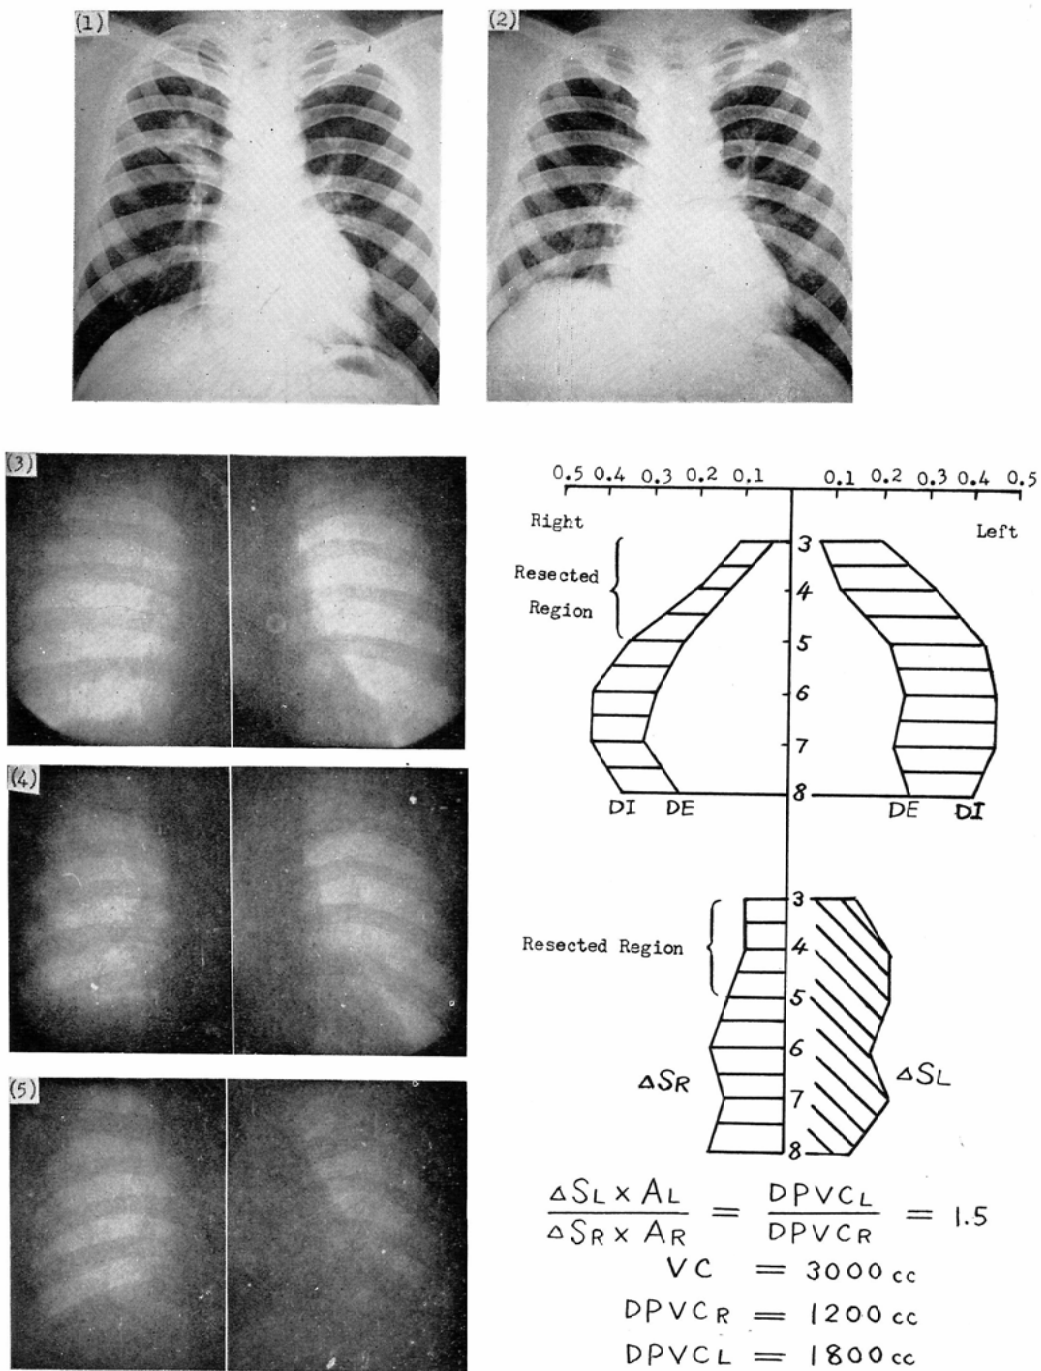 (1)
(2)
(3)
(4)
(5)
0.5 0.4 0.3 0.2 0.1 0.1 0.2 0.3 0.4 0.5
Right
Left
Resected
Region
3
4
5
6
7
8
DI DE DE DI
Resected Region
3
4
5
6
7
8
ΔSR
ΔSL
ΔSL × AL / ΔSR × AR = DPVCL / DPVCR = 1.5
VC = 3000 cc
DPVCR = 1200 cc
DPVCL = 1800 cc